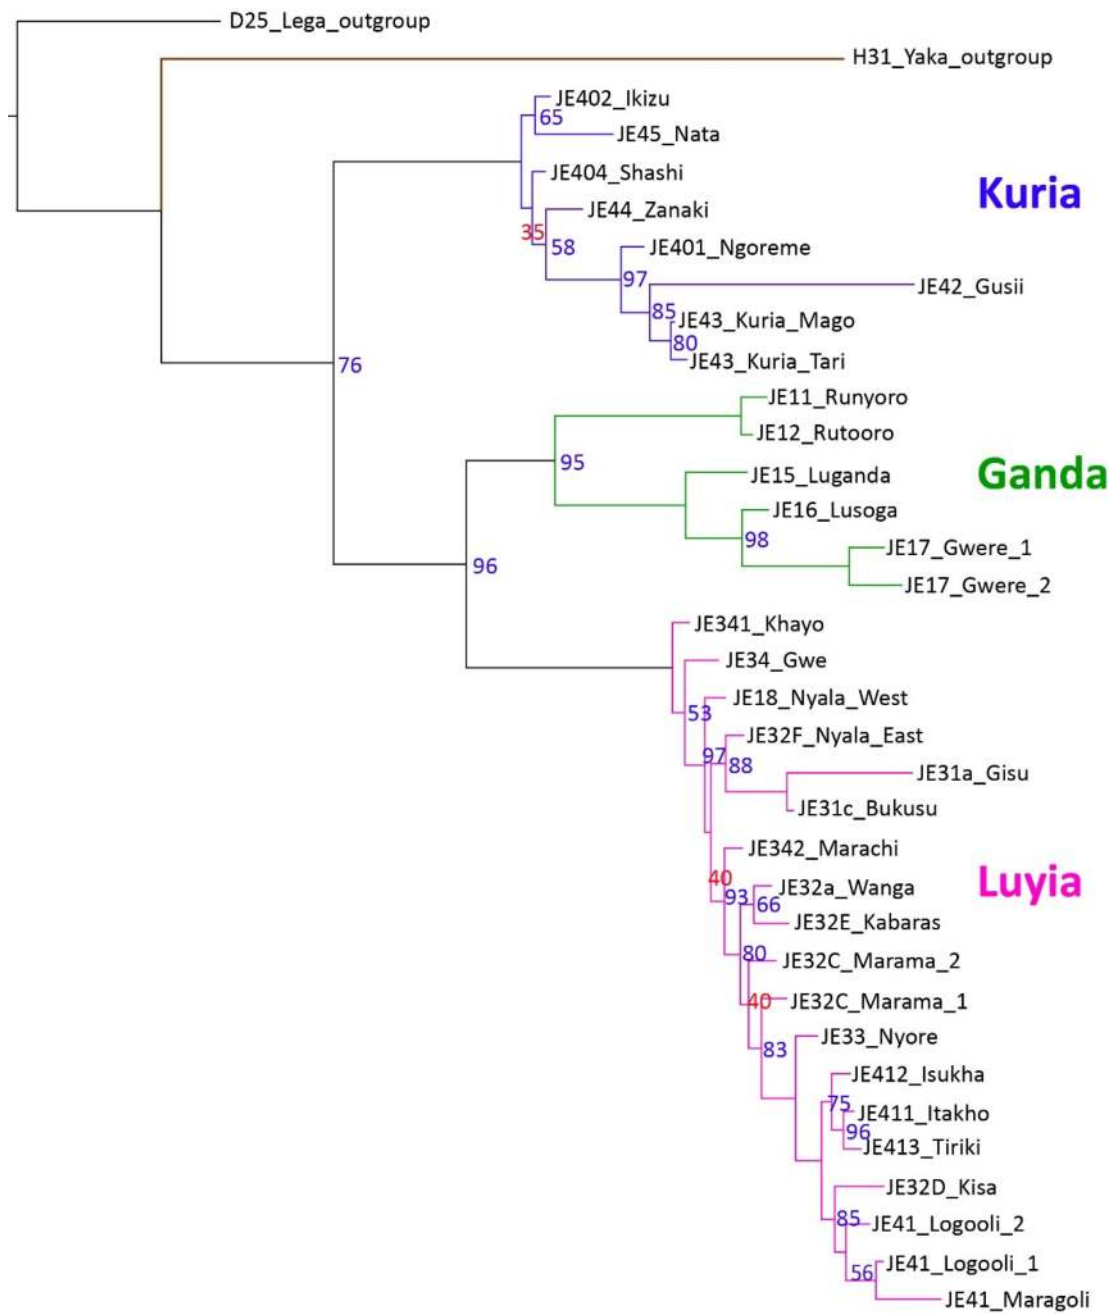 D25_Lega_outgroup
H31_Yaka_outgroup
JE402_Ikizu
65
JE45_Nata
JE404_Shashi
Kuria
JE44_Zanaki
35
58
JE401_Ngoreme
97
JE42_Gusii
85
JE43_Kuria_Mago
80
JE43_Kuria_Tari
76
JE11_Runyoro
JE12_Rutooro
95
JE15_Luganda
Ganda
JE16_Lusoga
98
JE17_Gwere_1
96
JE17_Gwere_2
JE341_Khayo
JE34_Gwe
JE18_Nyala_West
53
JE32F_Nyala_East
97
88
JE31a_Gisu
JE31c_Bukusu
JE342_Marachi
40
Luyia
JE32a_Wanga
93
66
JE32E_Kabaras
80
JE32C_Marama_2
40
JE32C_Marama_1
JE33_Nyore
83
JE412_Isukha
75
JE411_Itakho
96
JE413_Tiriki
JE32D_Kisa
85
JE41_Logooli_2
JE41_Logooli_1
56
JE41_Maragoli